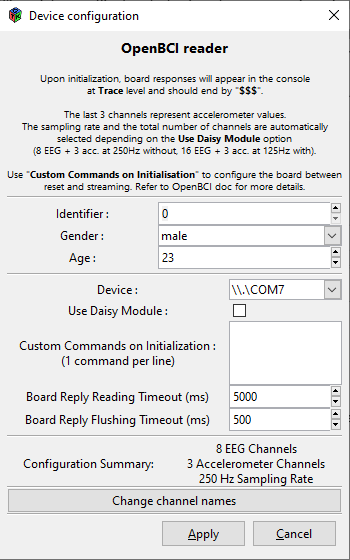 Device configuration
OpenBCI reader
Upon initialization, board responses will appear in the console
at Trace level and should end by "$$$".
The last 3 channels represent accelerometer values.
The sampling rate and the total number of channels are automatically
selected depending on the Use Daisy Module option
(8 EEG + 3 acc. at 250Hz without, 16 EEG + 3 acc. at 125Hz with).
Use "Custom Commands on Initialisation" to configure the board between
reset and streaming. Refer to OpenBCI doc for more details.
Identifier : 0
Gender : male
Age : 23
Device : \\.\COM7
Use Daisy Module :
Custom Commands on Initialization :
(1 command per line)
Board Reply Reading Timeout (ms) 5000
Board Reply Flushing Timeout (ms) 500
8 EEG Channels
Configuration Summary: 3 Accelerometer Channels
250 Hz Sampling Rate
Change channel names
Apply Cancel